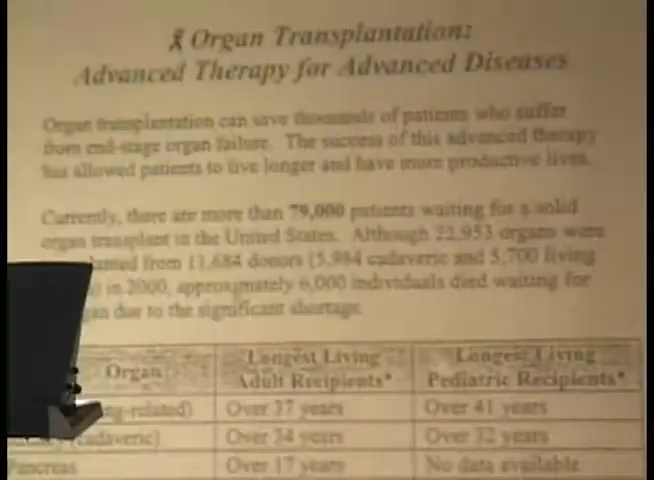 Organ Transplantation:
Advanced Therapy for Advanced Diseases
Organ transplantation can save thousands of patients who suffer
from end-stage organ failure. The success of this advanced therapy
has allowed patients to live longer and have more productive lives.
Currently, there are more than 79,000 patients waiting for a solid
organ transplant in the United States. Although 22,953 organs were
from 11,684 donors (5,984 cadaveric and 5,700 living
in 2000, approximately 6,000 individuals died waiting for
due to the significant shortage.
Organ Longest Living Adult Recipients* Longest Living Pediatric Recipients*
-related) Over 37 years Over 41 years
(cadaveric) Over 34 years Over 32 years
Pancreas Over 17 years No data available